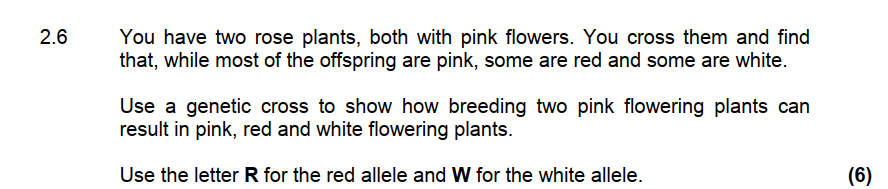 2.6 You have two rose plants, both with pink flowers. You cross them and find
that, while most of the offspring are pink, some are red and some are white.
Use a genetic cross to show how breeding two pink flowering plants can
result in pink, red and white flowering plants.
Use the letter R for the red allele and W for the white allele. (6)